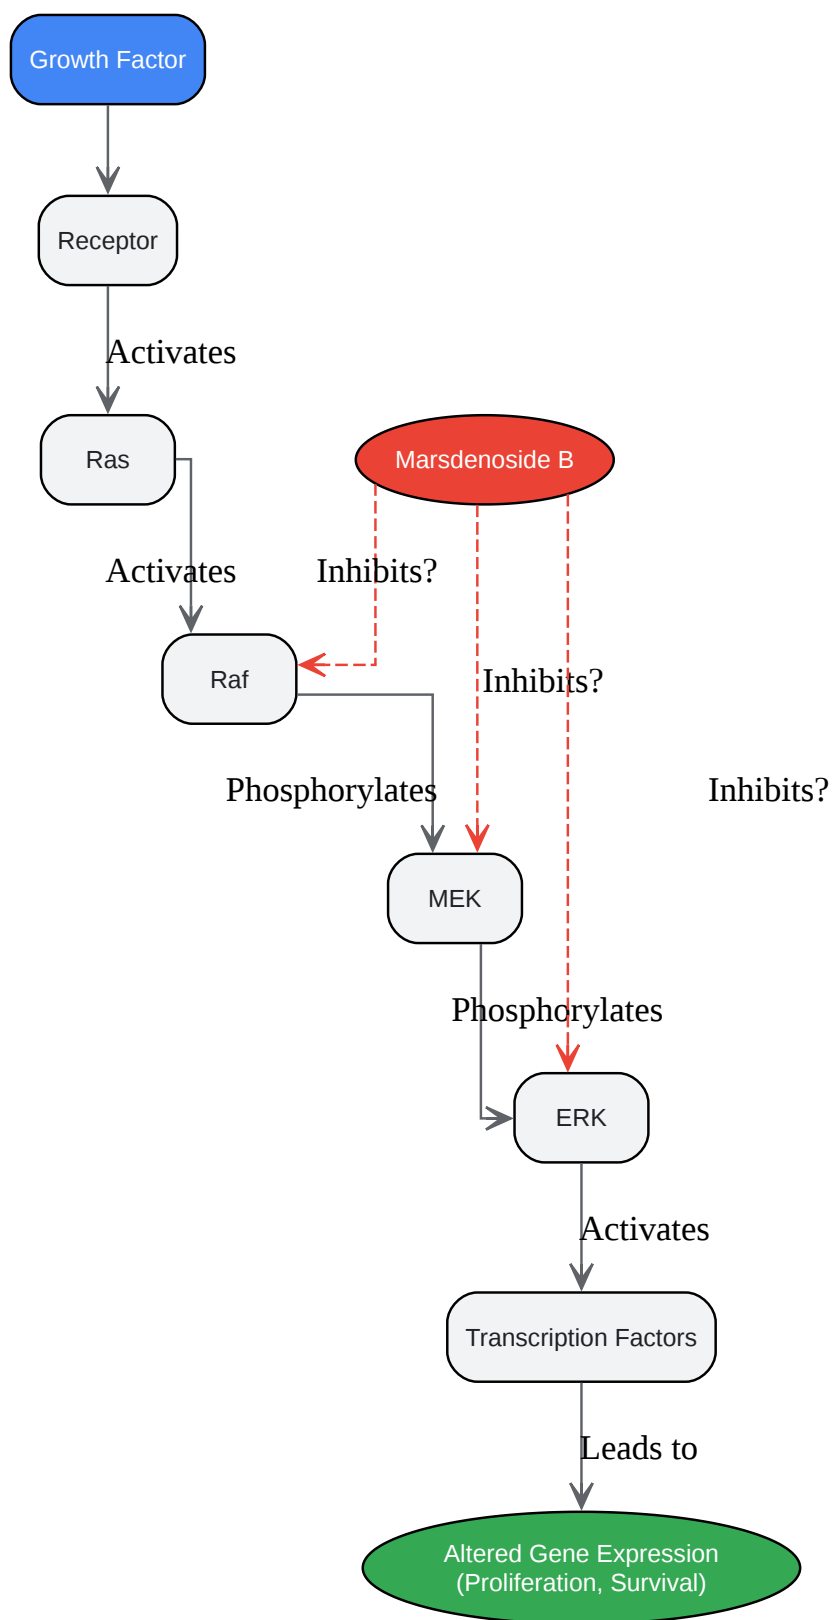 Growth Factor
Receptor
Activates
Ras
Marsdenoside B
Activates
Inhibits?
Raf
Inhibits?
Phosphorylates
Inhibits?
MEK
Phosphorylates
ERK
Activates
Transcription Factors
Leads to
Altered Gene Expression
(Proliferation, Survival)